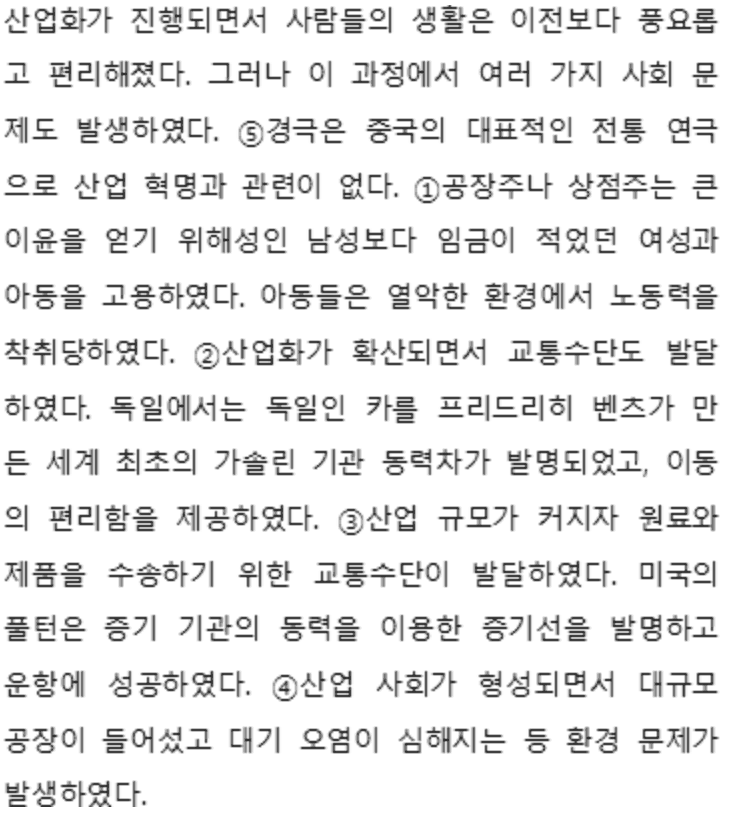 산업화가 진행되면서 사람들의 생활은 이전보다 풍요롭
고 편리해졌다. 그러나 이 과정에서 여러 가지 사회 문
제도 발생하였다. ⑤경극은 중국의 대표적인 전통 연극
으로 산업 혁명과 관련이 없다. ①공장주나 상점주는 큰
이윤을 얻기 위해성인 남성보다 임금이 적었던 여성과
아동을 고용하였다. 아동들은 열악한 환경에서 노동력을
착취당하였다. ②산업화가 확산되면서 교통수단도 발달
하였다. 독일에서는 독일인 카를 프리드리히 벤츠가 만
든 세계 최초의 가솔린 기관 동력차가 발명되었고, 이동
의 편리함을 제공하였다. ③산업 규모가 커지자 원료와
제품을 수송하기 위한 교통수단이 발달하였다. 미국의
풀턴은 증기 기관의 동력을 이용한 증기선을 발명하고
운항에 성공하였다. ④산업 사회가 형성되면서 대규모
공장이 들어섰고 대기 오염이 심해지는 등 환경 문제가
발생하였다.